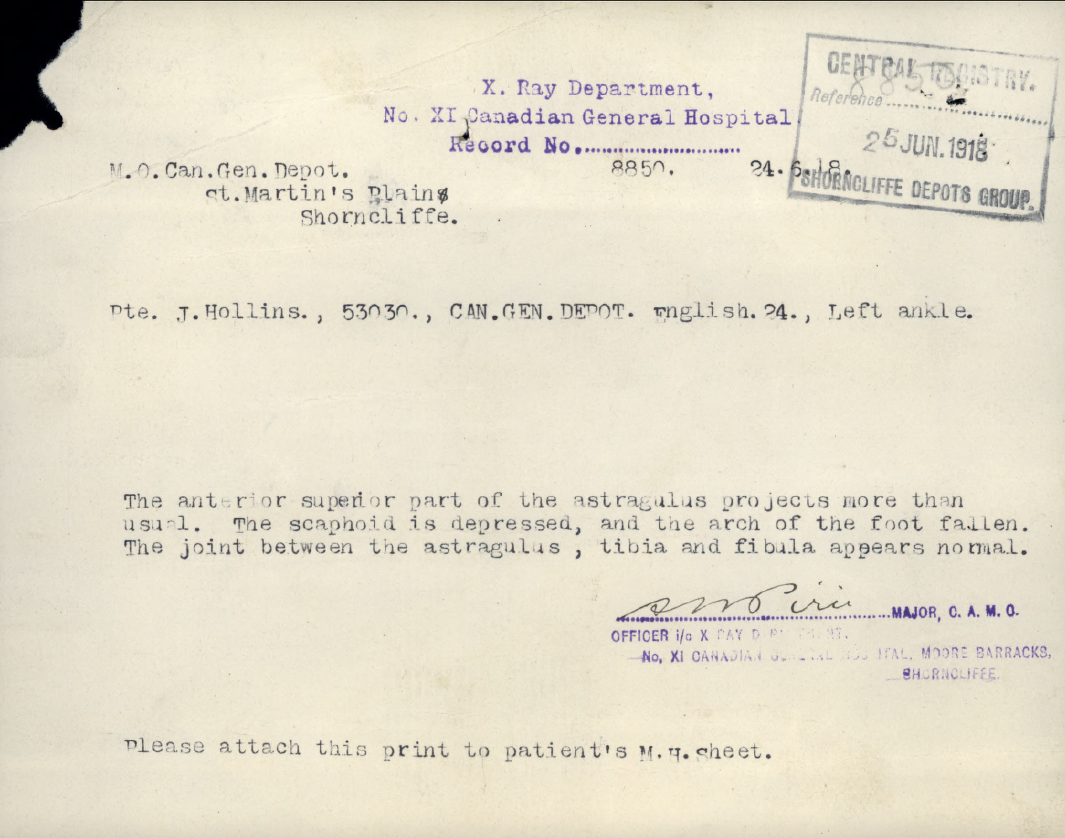 CENTRAL REGISTRY.
Reference
25 JUN. 1918
SHORNCLIFFE DEPOTS GROUP.
X. Ray Department,
No. XI Canadian General Hospital
Record No. 8850. 24.6.18.
M.O.Can.Gen.Depot.
St.Martin's Plains
Shorncliffe.
Pte. J.Hollins., 53030., CAN.GEN.DEPOT. English.24., Left ankle.
The anterior superior part of the astragulus projects more than
usual. The scaphoid is depressed, and the arch of the foot fallen.
The joint between the astragulus , tibia and fibula appears normal.
MAJOR, C. A. M. C.
OFFICER i/c X RAY DEPARTMENT.
No, XI CANADIAN GENERAL HOSPITAL, MOORE BARRACKS,
SHORNCLIFFE.
Please attach this print to patient's M.H.Sheet.